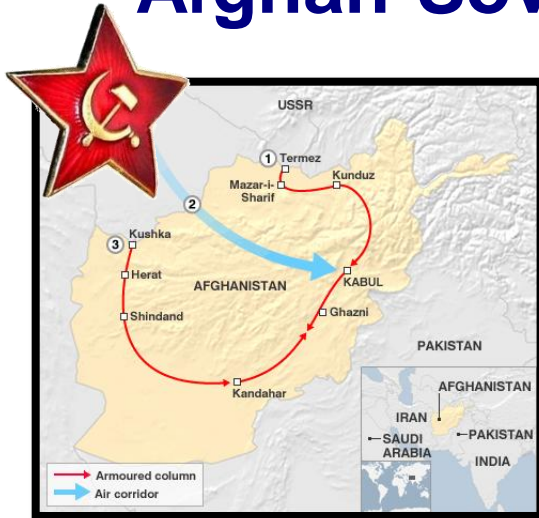 USSR
1 Termez
Mazar-i-
Sharif
Kunduz
2
3 Kushka
Herat
AFGHANISTAN
KABUL
Shindand
Ghazni
PAKISTAN
Kandahar
AFGHANISTAN
IRAN
PAKISTAN
SAUDI
ARABIA
INDIA
Armoured column
Air corridor